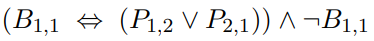 (B₁,₁ ⇔ (P₁,₂ ∨ P₂,₁)) ∧ ¬B₁,₁